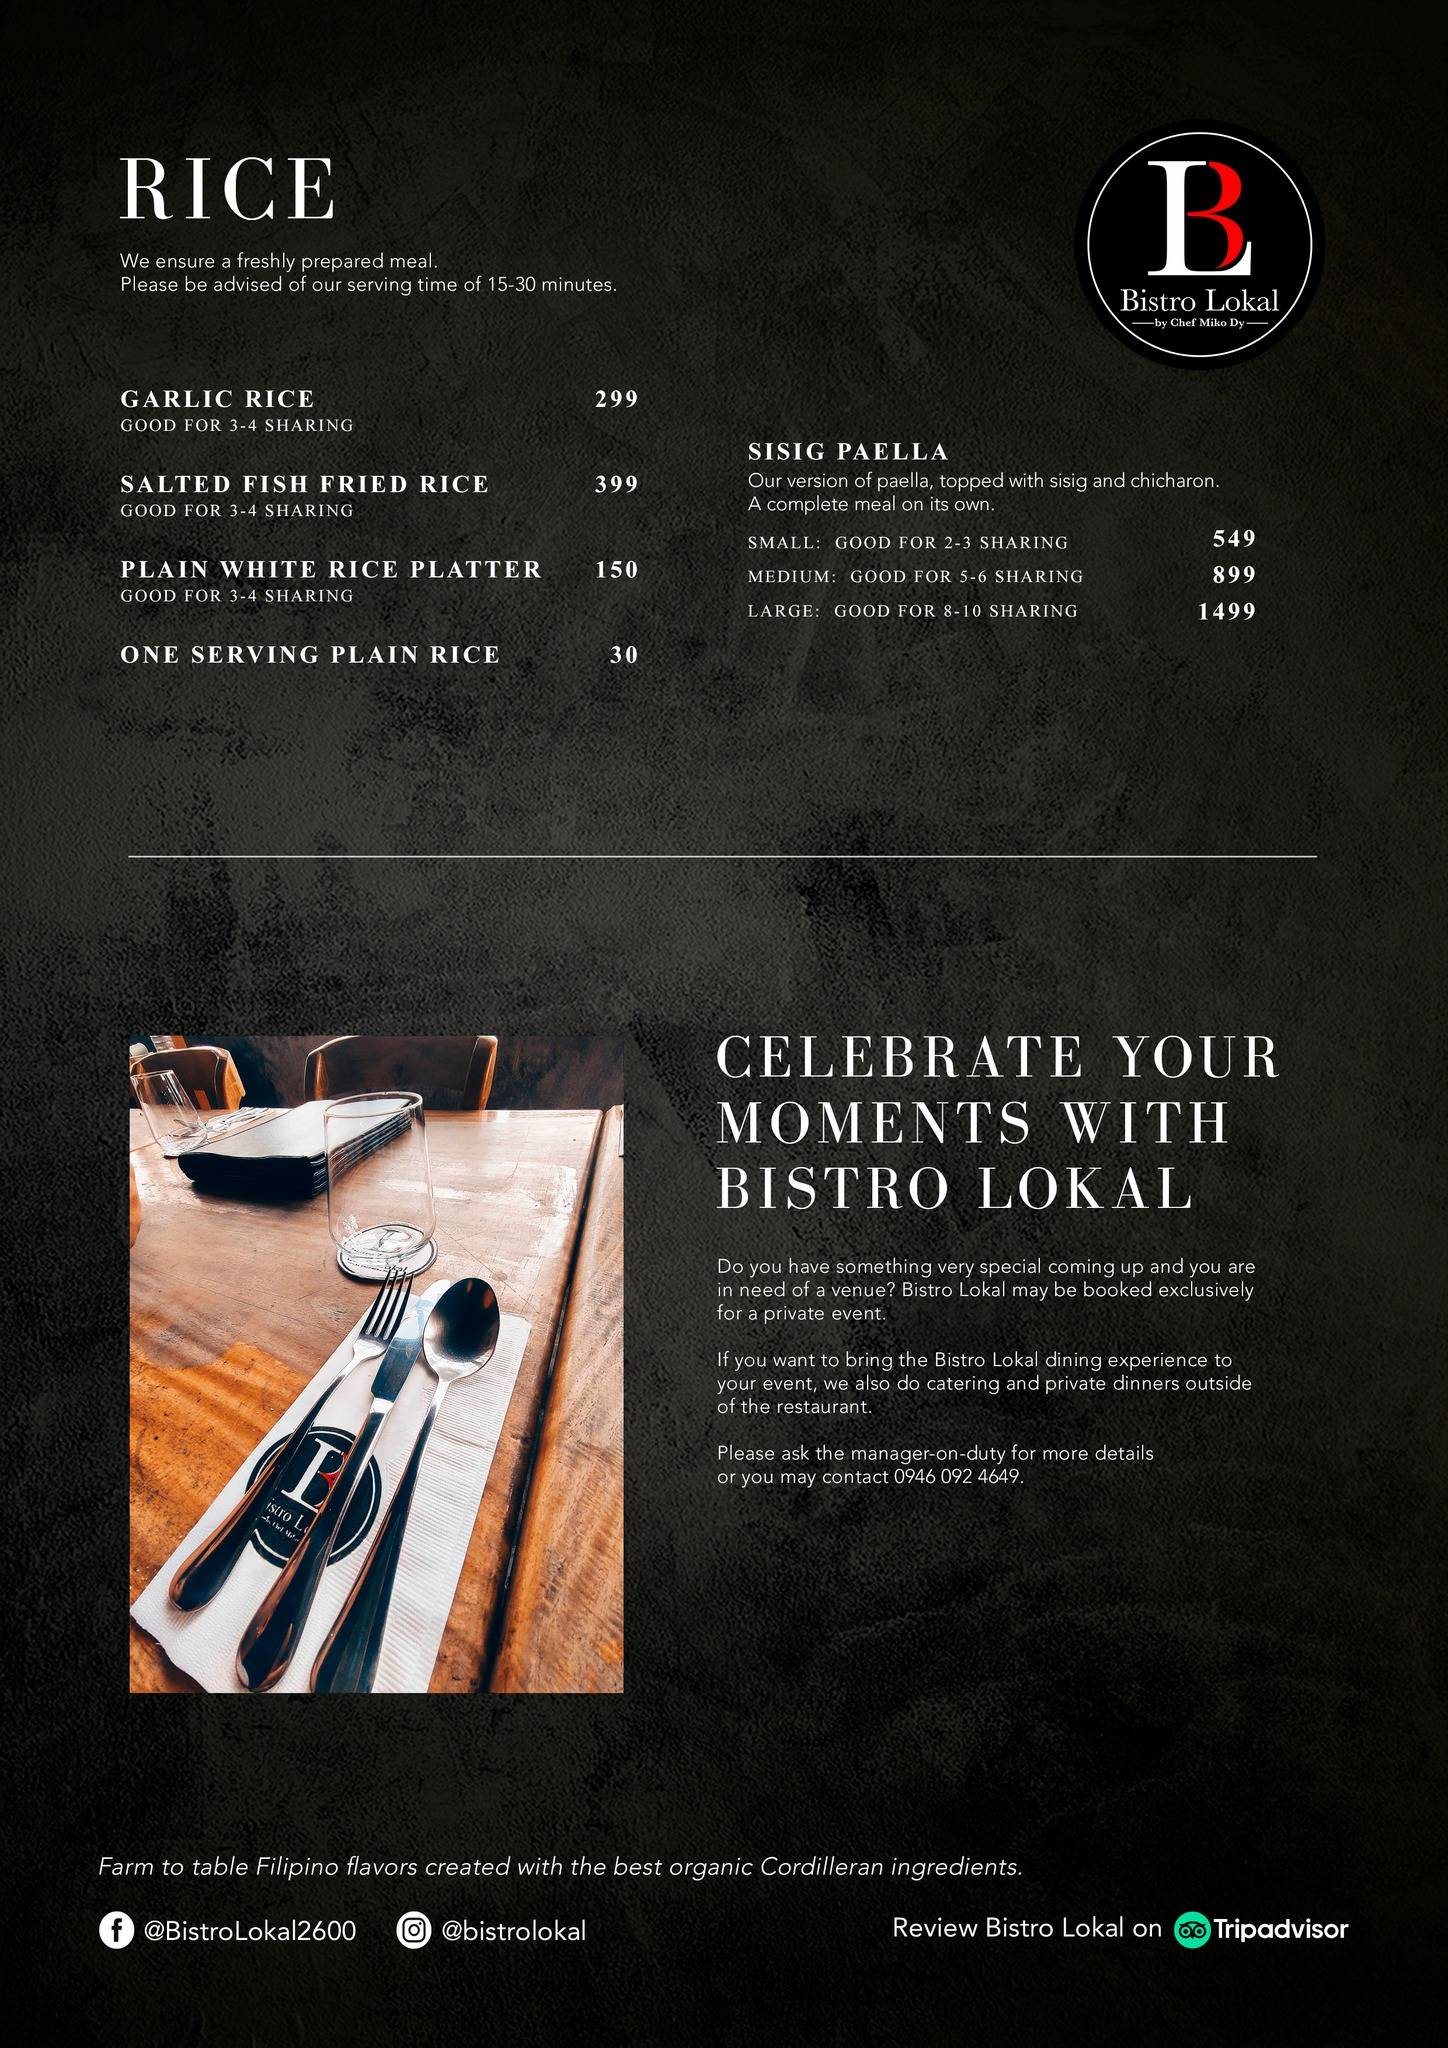 RICE
We ensure a freshly prepared meal.
Please be advised of our serving time of 15-30 minutes.
LB
Bistro Lokal
by Chef Miko Dy
GARLIC RICE 299
GOOD FOR 3-4 SHARING
SALTED FISH FRIED RICE 399
GOOD FOR 3-4 SHARING
PLAIN WHITE RICE PLATTER 150
GOOD FOR 3-4 SHARING
ONE SERVING PLAIN RICE 30
SISIG PAELLA
Our version of paella, topped with sisig and chicharon.
A complete meal on its own.
SMALL: GOOD FOR 2-3 SHARING 549
MEDIUM: GOOD FOR 5-6 SHARING 899
LARGE: GOOD FOR 8-10 SHARING 1499
CELEBRATE YOUR
MOMENTS WITH
BISTRO LOKAL
Do you have something very special coming up and you are
in need of a venue? Bistro Lokal may be booked exclusively
for a private event.
If you want to bring the Bistro Lokal dining experience to
your event, we also do catering and private dinners outside
of the restaurant.
Please ask the manager-on-duty for more details
or you may contact 0946 092 4649.
Farm to table Filipino flavors created with the best organic Cordilleran ingredients.
@BistroLokal2600 @bistrolokal
Review Bistro Lokal on Tripadvisor